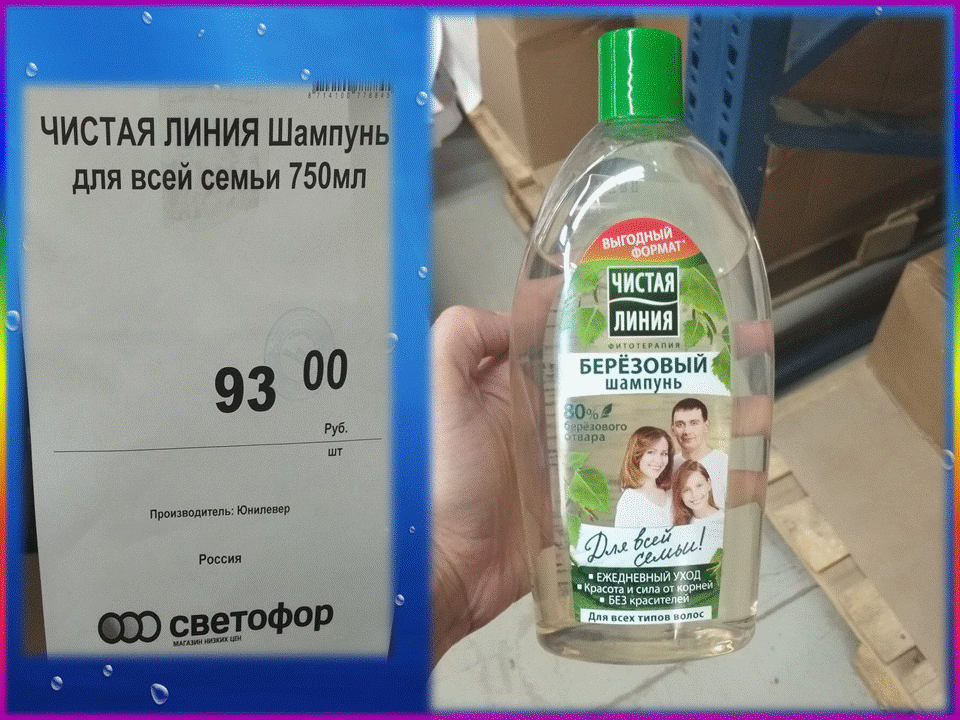 ЧИСТАЯ ЛИНИЯ Шампунь
для всей семьи 750мл
93 00
Руб.
шт
Производитель: Юнилевер
Россия
светофор
МАГАЗИН НИЗКИХ ЦЕН
ВЫГОДНЫЙ
ФОРМАТ*
ЧИСТАЯ
ЛИНИЯ
ФИТОТЕРАПИЯ
БЕРЁЗОВЫЙ
шампунь
80%
берёзового
отвара
Для всей
семьи!
▪ ЕЖЕДНЕВНЫЙ УХОД
▪ Красота и сила от корней
▪ БЕЗ красителей
Для всех типов волос